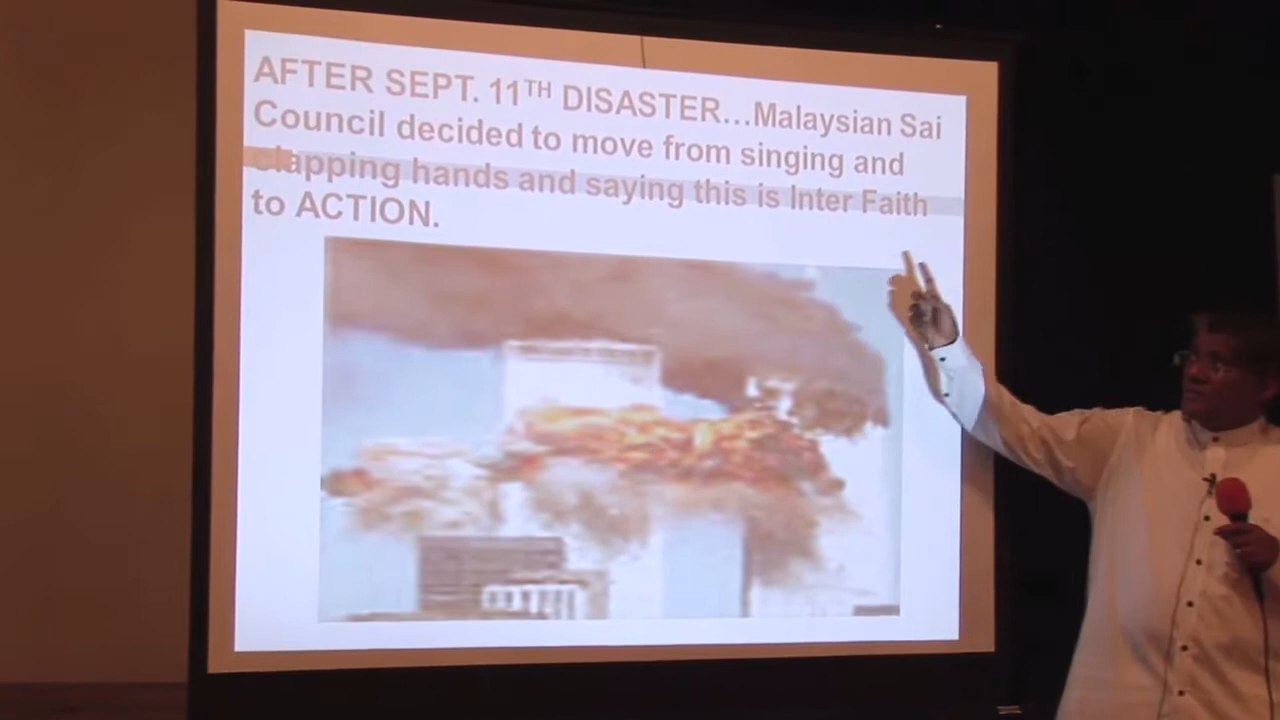 AFTER SEPT. 11TH DISASTER...Malaysian Sai
Council decided to move from singing and
clapping hands and saying this is Inter Faith
to ACTION.